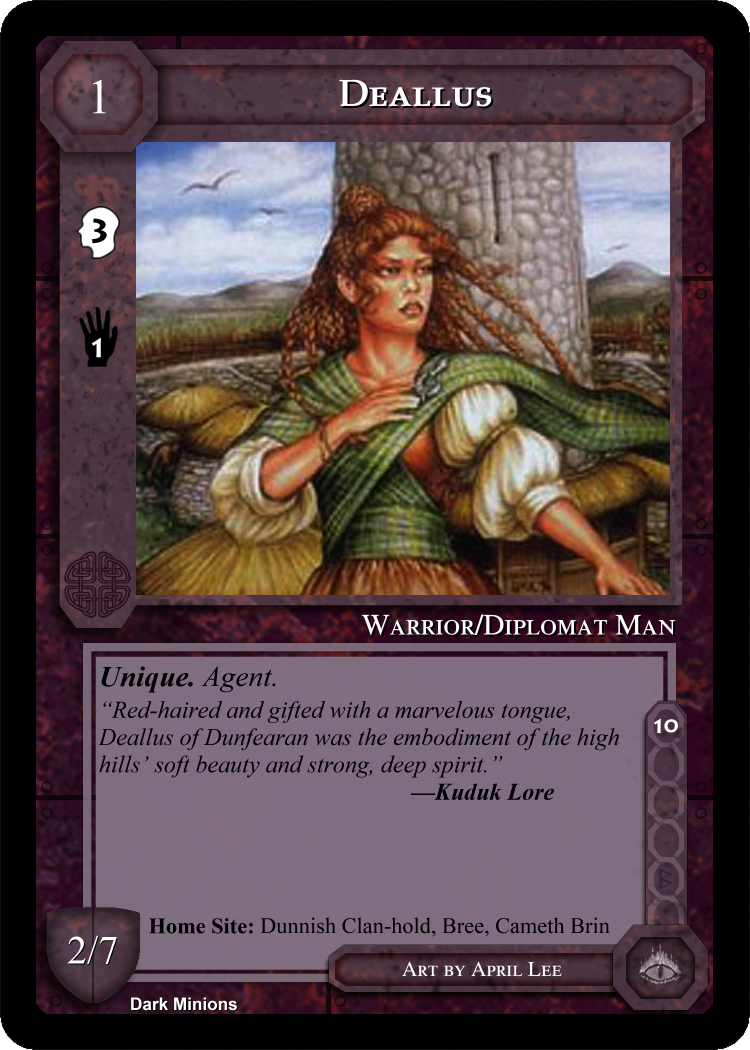 1
DEALLUS
3
1
WARRIOR/DIPLOMAT MAN
Unique. Agent.
“Red-haired and gifted with a marvelous tongue,
Deallus of Dunfearan was the embodiment of the high
hills’ soft beauty and strong, deep spirit.”
—Kuduk Lore
10
B
Home Site: Dunnish Clan-hold, Bree, Cameth Brin
2/7
ART BY APRIL LEE
Dark Minions